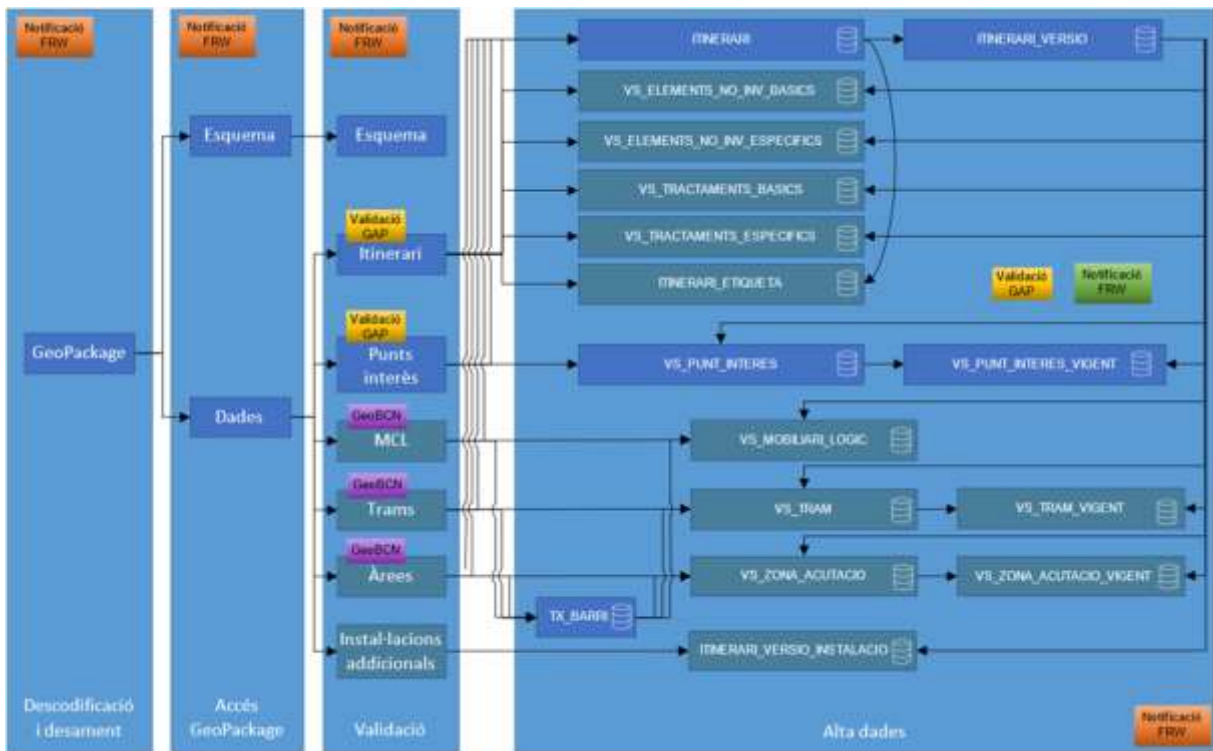 Notificació
FRW
GeoPackage
Descodificació
i desament
Notificació
FRW
Esquema
Dades
Accés
GeoPackage
Notificació
FRW
Esquema
Validació
GAP
Itinerari
Validació
GAP
Punts
interès
GeoBCN
MCL
GeoBCN
Trams
GeoBCN
Àrees
Instal·lacions
addicionals
Validació
ITINERARI
ITINERARI_VERSIO
VS_ELEMENTS_NO_INV_BASICS
VS_ELEMENTS_NO_INV_ESPECIFICS
VS_TRACTAMENTS_BASICS
VS_TRACTAMENTS_ESPECIFICS
ITINERARI_ETIQUETA
Validació
GAP
Notificació
FRW
VS_PUNT_INTERES
VS_PUNT_INTERES_VIGENT
VS_MOBILIARI_LOGIC
VS_TRAM
VS_TRAM_VIGENT
VS_ZONA_ACUTACIO
VS_ZONA_ACUTACIO_VIGENT
TX_BARRI
ITINERARI_VERSIO_INSTALACIO
Alta dades
Notificació
FRW